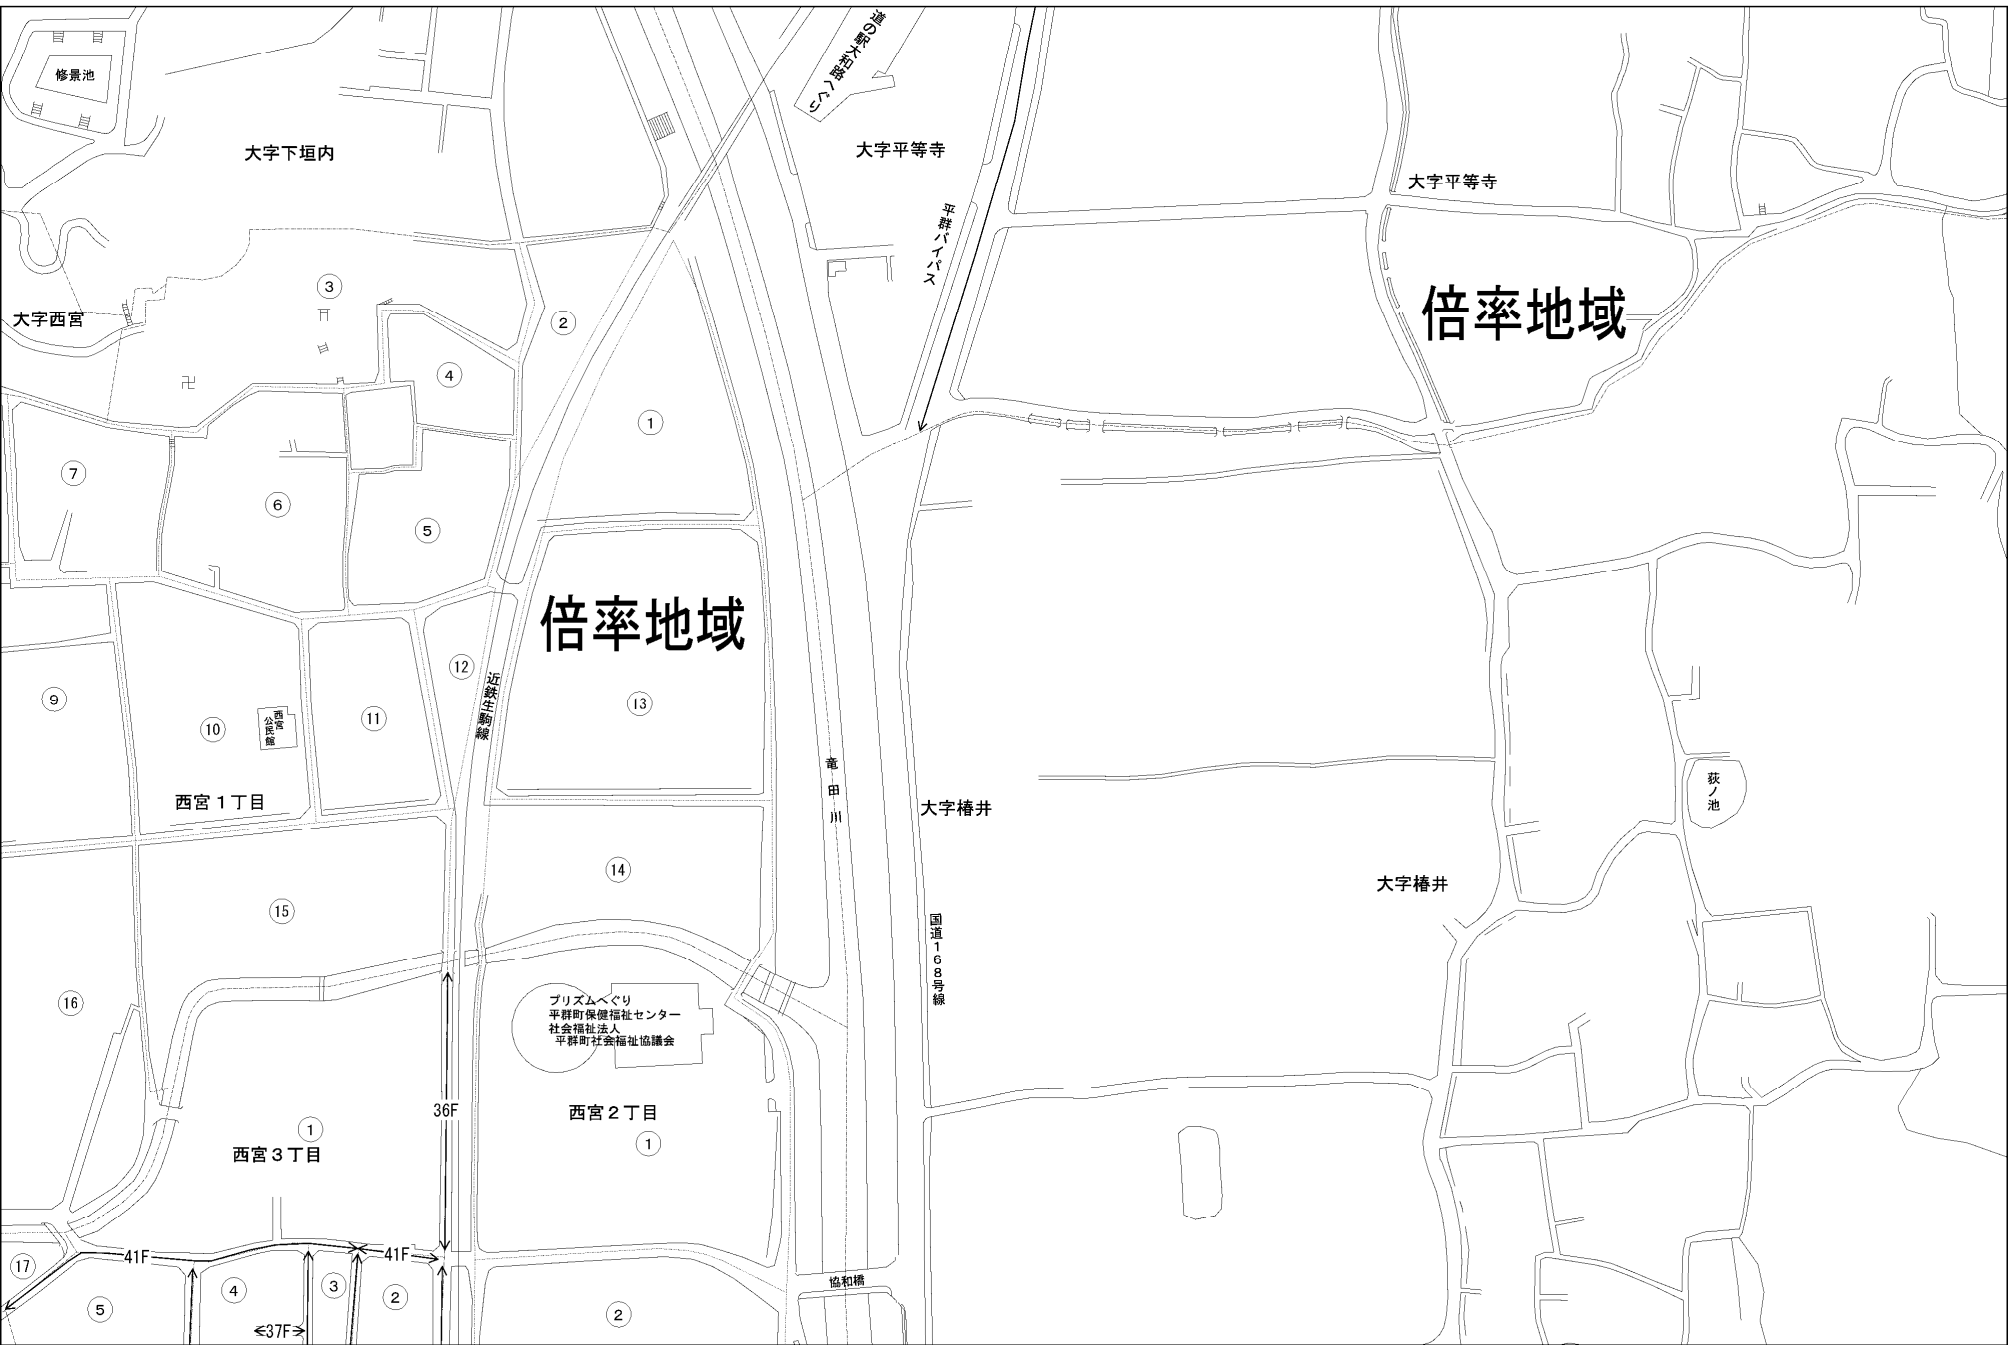 道の駅大和路へぐり
修景池
大字下垣内
大字平等寺
大字平等寺
平群バイパス
大字西宮
③
②
倍率地域
④
①
⑦
⑥
⑤
倍率地域
⑨
⑩
西宮公民館
⑪
⑫
近鉄生駒線
⑬
西宮1丁目
竜田川
大字椿井
荻ノ池
⑭
大字椿井
⑮
国道168号線
⑯
プリズムへぐり
平群町保健福祉センター
社会福祉法人
平群町社会福祉協議会
36F
西宮2丁目
①
①
西宮3丁目
41F
41F
⑰
④
③
②
⑤
37F
協和橋
②